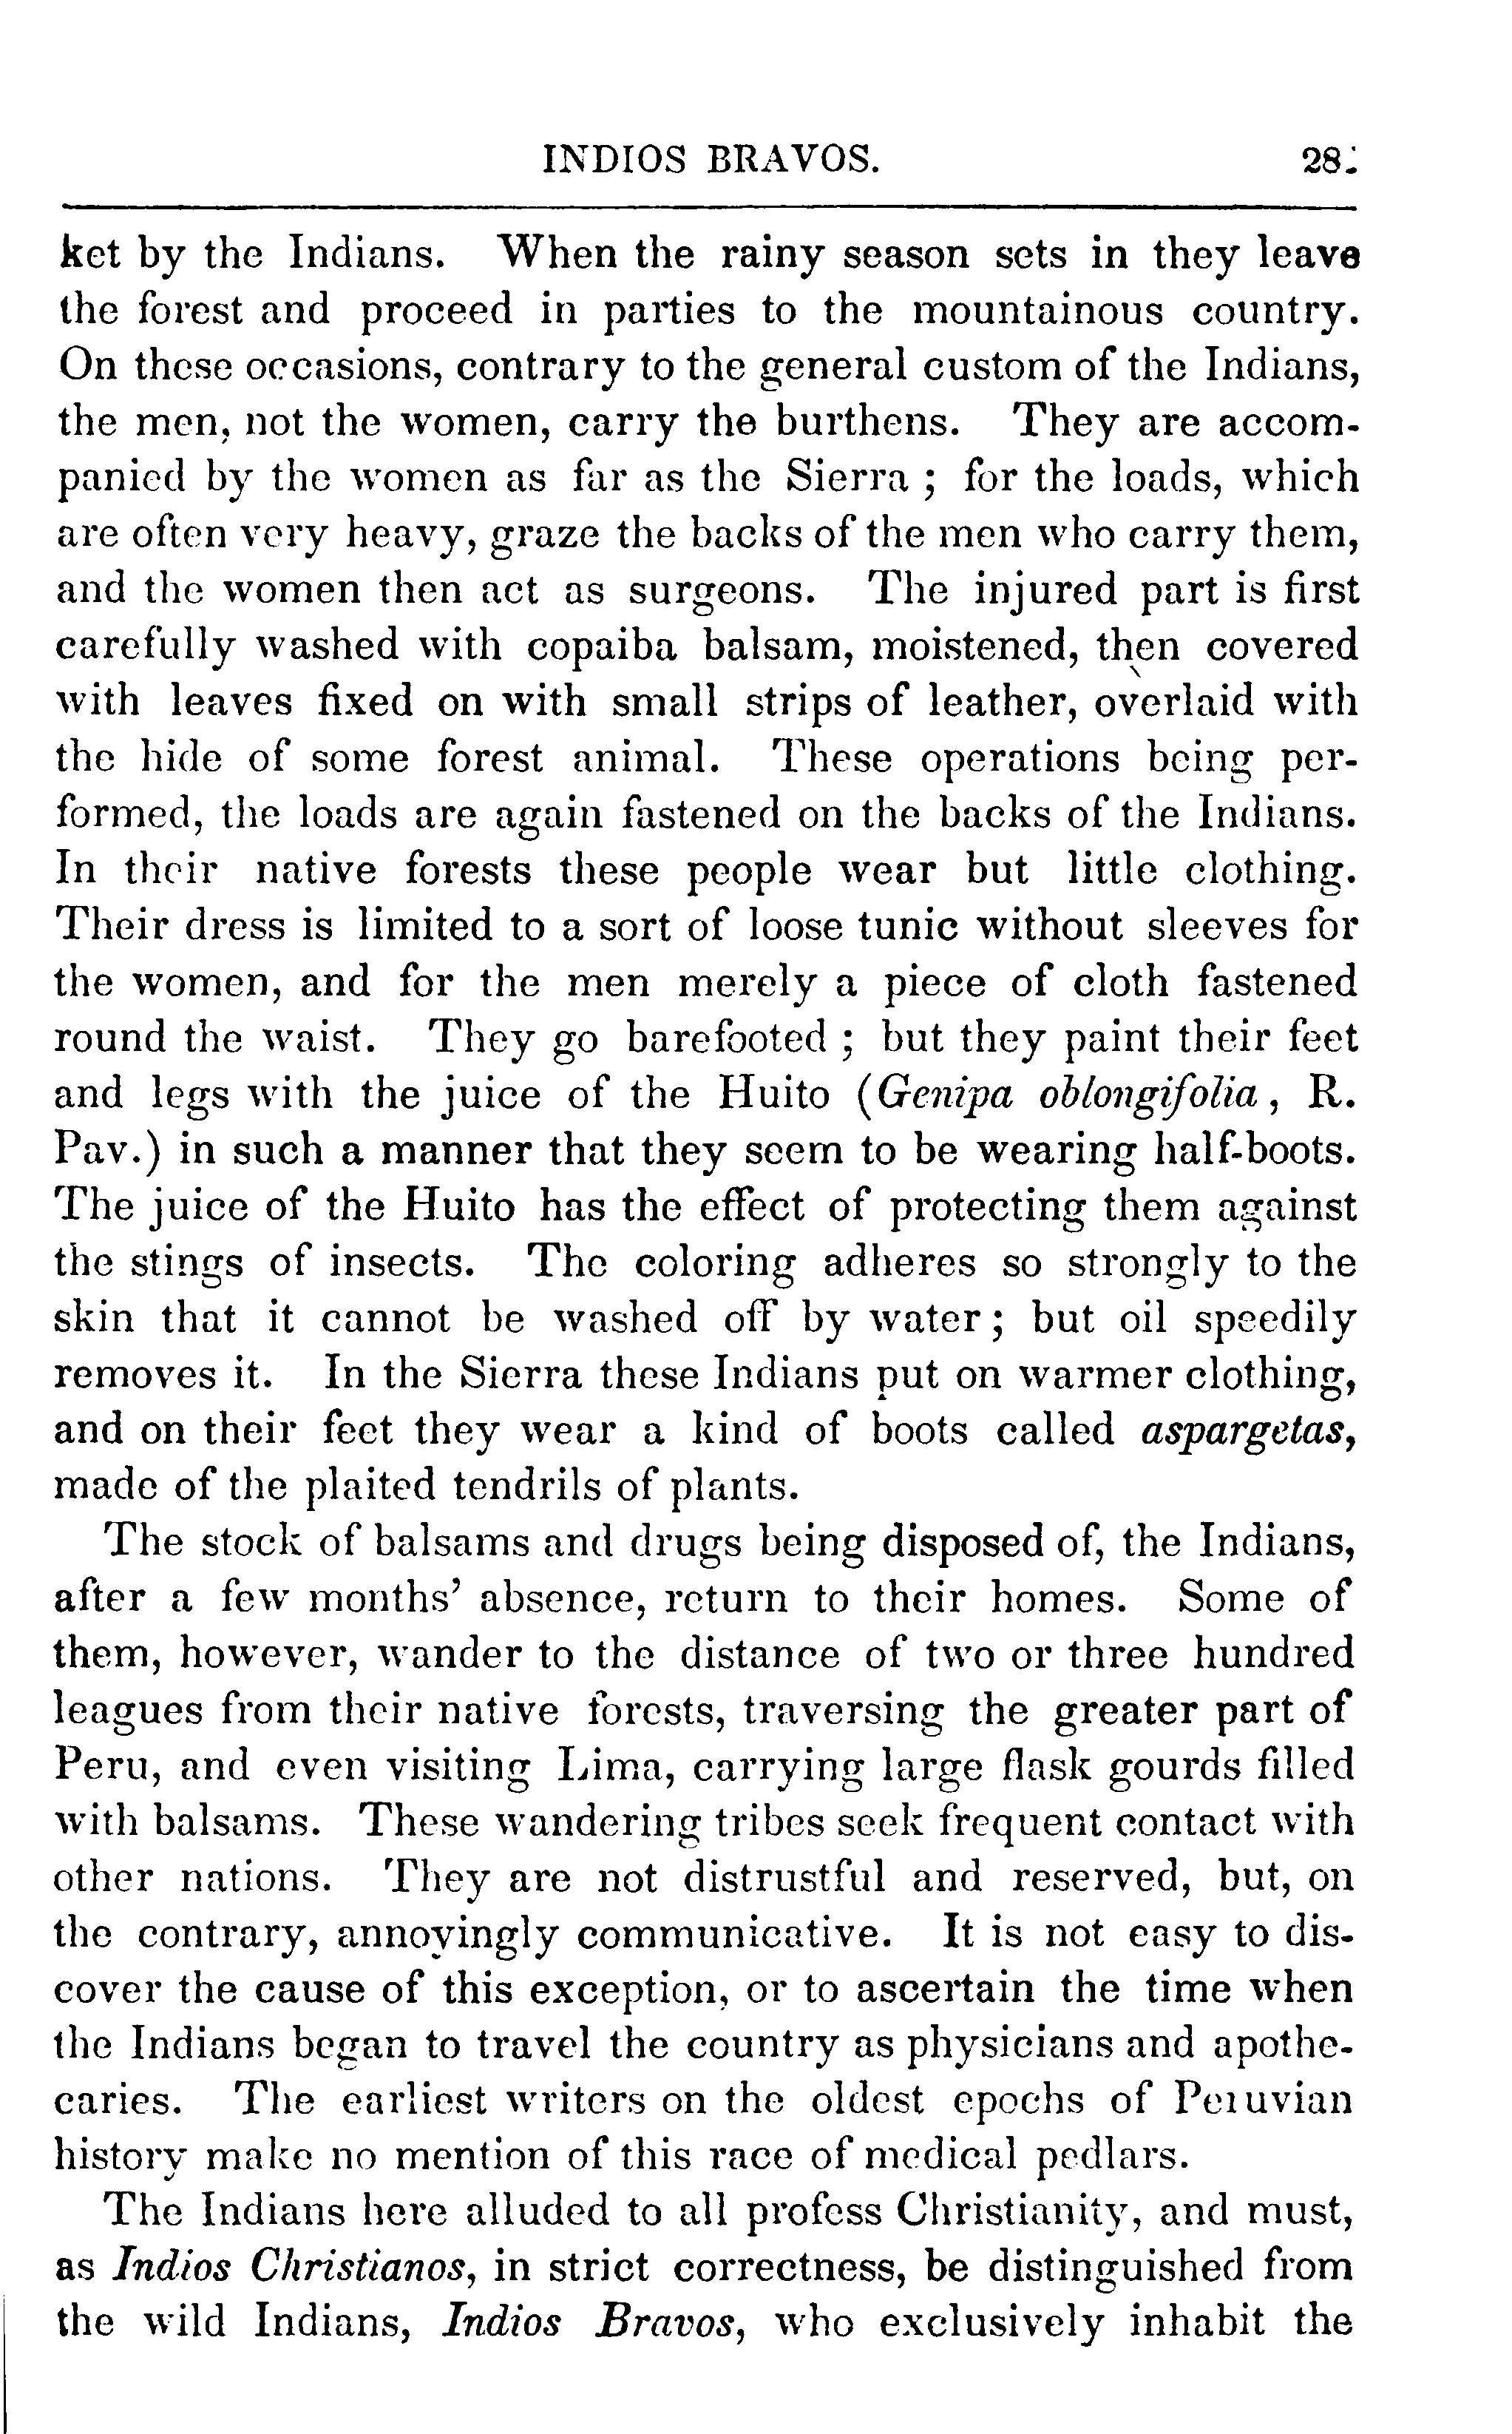 INDIOS BRAVOS. 28
ket by the Indians. When the rainy season sets in they leave
the forest and proceed in parties to the mountainous country.
On these occasions, contrary to the general custom of the Indians,
the men, not the women, carry the burthens. They are accom-
panied by the women as far as the Sierra ; for the loads, which
are often very heavy, graze the backs of the men who carry them,
and the women then act as surgeons. The injured part is first
carefully washed with copaiba balsam, moistened, then covered
with leaves fixed on with small strips of leather, overlaid with
the hide of some forest animal. These operations being per-
formed, the loads are again fastened on the backs of the Indians.
In their native forests these people wear but little clothing.
Their dress is limited to a sort of loose tunic without sleeves for
the women, and for the men merely a piece of cloth fastened
round the waist. They go barefooted ; but they paint their feet
and legs with the juice of the Huito (Genipa oblongifolia, R.
Pav.) in such a manner that they seem to be wearing half-boots.
The juice of the Huito has the effect of protecting them against
the stings of insects. The coloring adheres so strongly to the
skin that it cannot be washed off by water; but oil speedily
removes it. In the Sierra these Indians put on warmer clothing,
and on their feet they wear a kind of boots called aspargetas,
made of the plaited tendrils of plants.
The stock of balsams and drugs being disposed of, the Indians,
after a few months' absence, return to their homes. Some of
them, however, wander to the distance of two or three hundred
leagues from their native forests, traversing the greater part of
Peru, and even visiting Lima, carrying large flask gourds filled
with balsams. These wandering tribes seek frequent contact with
other nations. They are not distrustful and reserved, but, on
the contrary, annoyingly communicative. It is not easy to dis-
cover the cause of this exception, or to ascertain the time when
the Indians began to travel the country as physicians and apothe-
caries. The earliest writers on the oldest epochs of Peruvian
history make no mention of this race of medical pedlars.
The Indians here alluded to all profess Christianity, and must,
as Indios Christianos, in strict correctness, be distinguished from
the wild Indians, Indios Bravos, who exclusively inhabit the